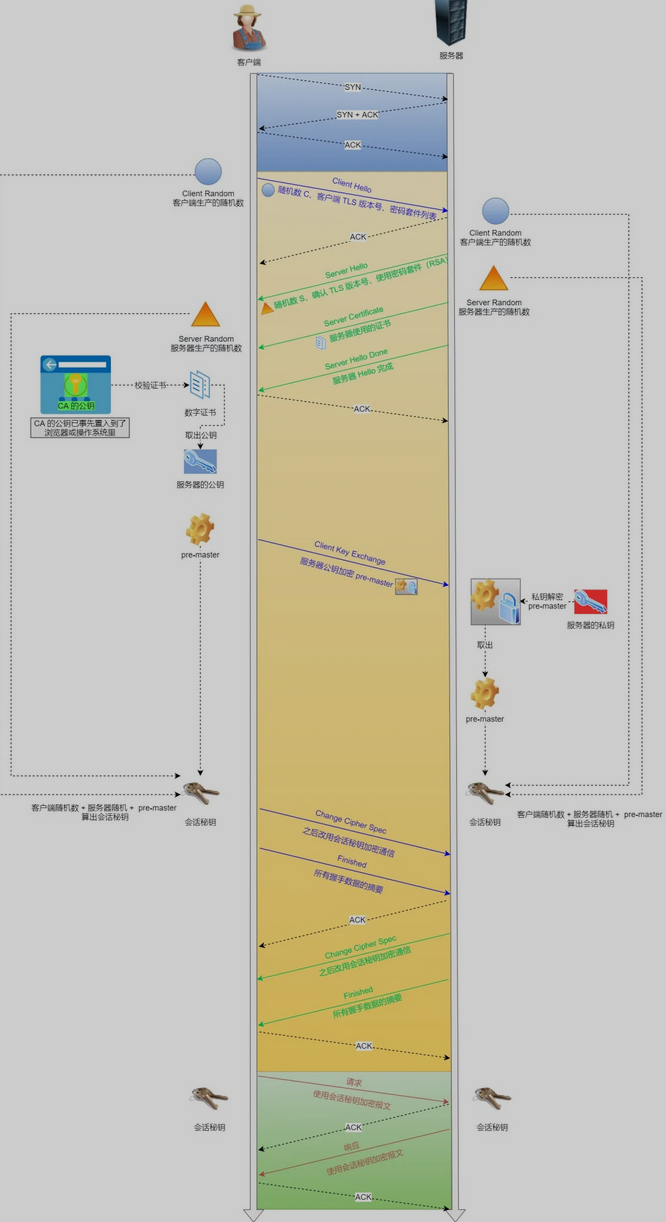 客户端
服务器
SYN
SYN + ACK
ACK
Client Random
客户端生产的随机数
Client Hello
随机数 C、客户端 TLS 版本号、密码套件列表
Client Random
客户端生产的随机数
ACK
Server Hello
随机数 S、确认 TLS 版本号、使用密码套件（RSA）
Server Random
服务器生产的随机数
Server Random
服务器生产的随机数
Server Certificate
服务器使用的证书
Server Hello Done
服务器 Hello 完成
ACK
CA 的公钥
校验证书
数字证书
CA 的公钥已事先置入到了
浏览器或操作系统里
取出公钥
服务器的公钥
pre-master
Client Key Exchange
服务器公钥加密 pre-master
私钥解密
pre-master
服务器的私钥
取出
pre-master
客户端随机数 + 服务器随机 + pre-master
算出会话秘钥
会话秘钥
会话秘钥
客户端随机数 + 服务器随机 + pre-master
算出会话秘钥
Change Cipher Spec
之后改用会话秘钥加密通信
Finished
所有握手数据的摘要
ACK
Change Cipher Spec
之后改用会话秘钥加密通信
Finished
所有握手数据的摘要
ACK
会话秘钥
会话秘钥
请求
使用会话秘钥加密报文
ACK
响应
使用会话秘钥加密报文
ACK